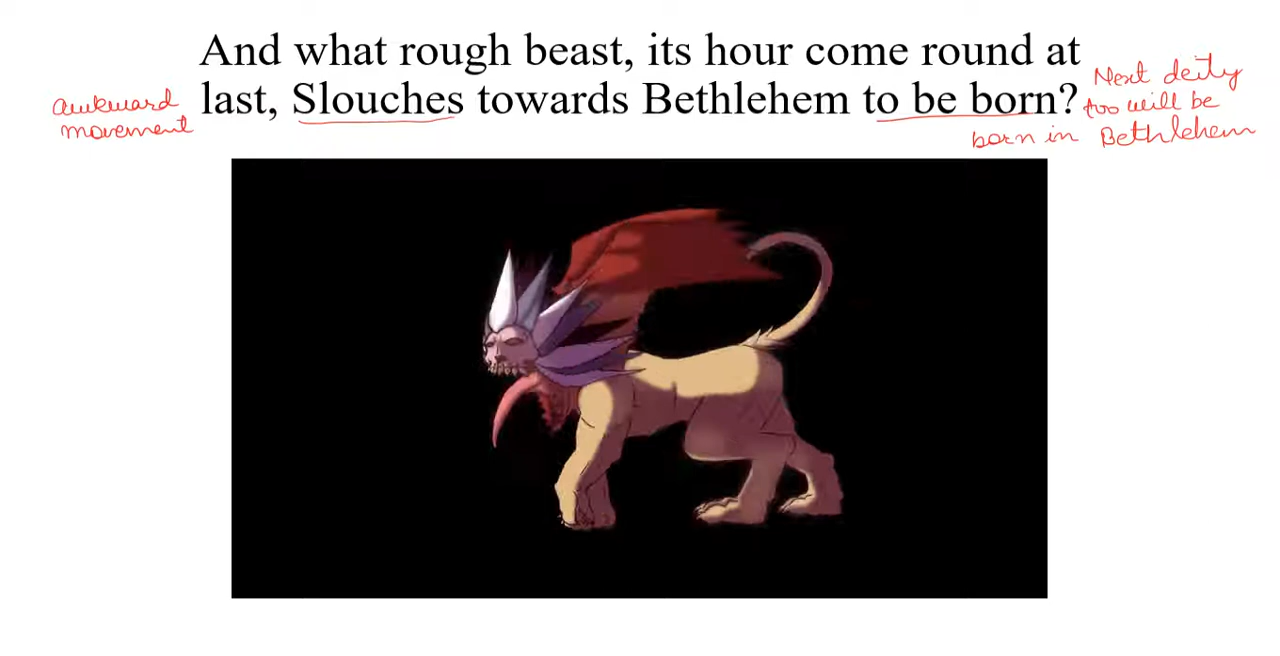 And what rough beast, its hour come round at
last, Slouches towards Bethlehem to be born?
awkward
movement
Next deity
too will be
born in Bethlehem